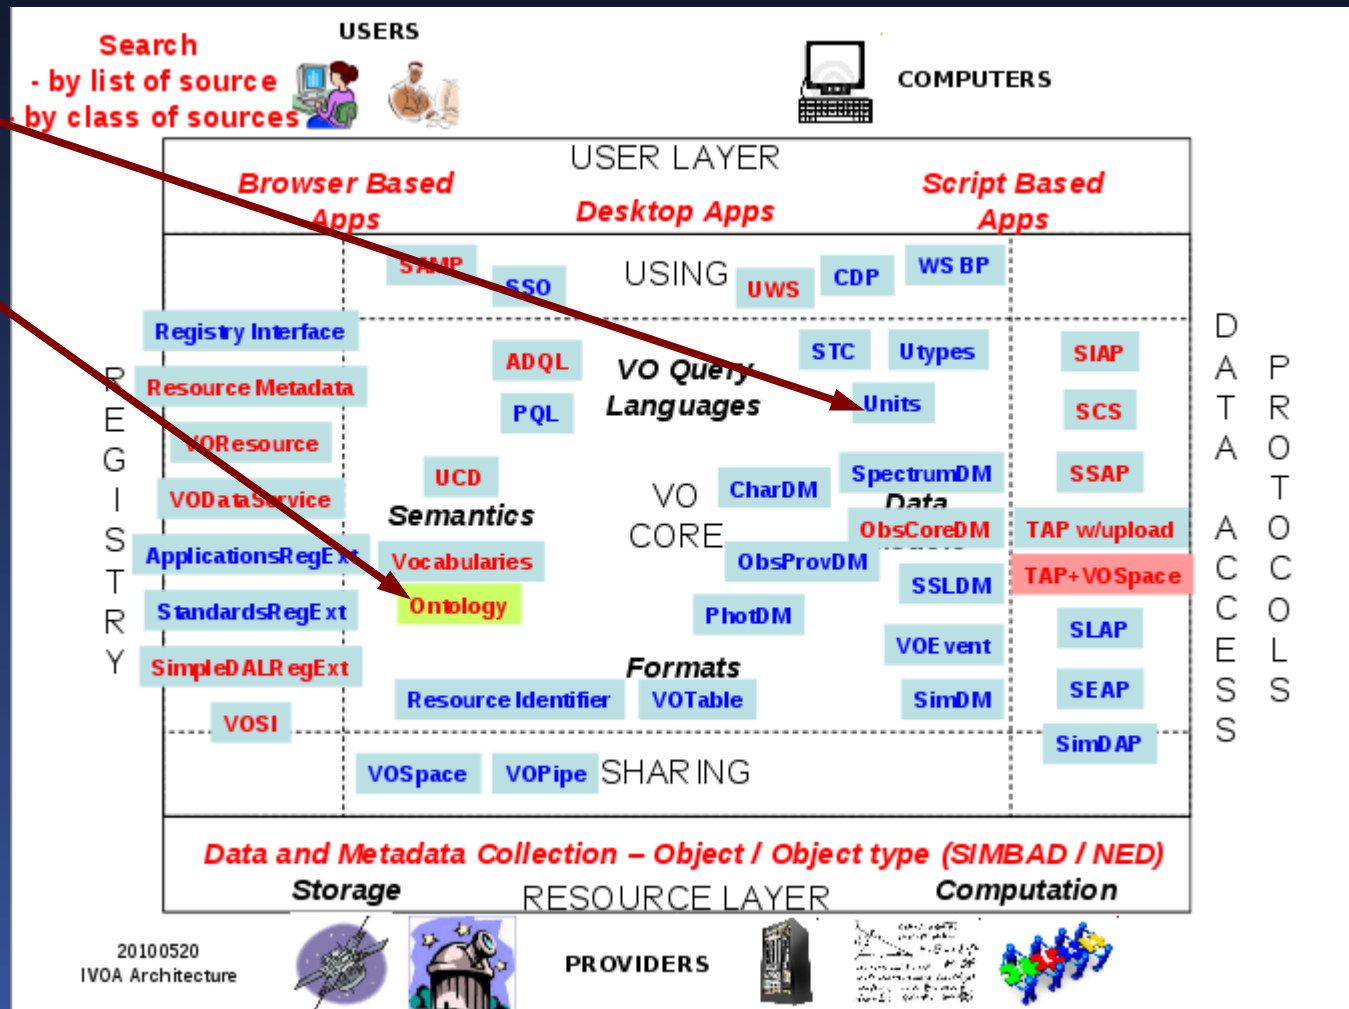 USERS
Search
- by list of source
- by class of sources
COMPUTERS
USER LAYER
Browser Based
Apps
Desktop Apps
Script Based
Apps
SAMP
SSO
USING
UWS
CDP
WS BP
REGISTRY
Registry Interface
Resource Metadata
VOResource
VODataService
ApplicationsRegExt
StandardsRegExt
SimpleDALRegExt
VOSI
ADQL
PQL
VO Query
Languages
STC
Utypes
Units
UCD
Semantics
Vocabularies
Ontology
VO
CORE
CharDM
SpectrumDM
Data
ObsCoreDM
ObsProvDM
SSLDM
PhotDM
VOEvent
SimDM
Formats
Resource Identifier
VOTable
SIAP
SCS
SSAP
TAP w/upload
TAP+VOSpace
SLAP
SEAP
SimDAP
DATA ACCESS
PROTOCOLS
VOSpace
VOPipe
SHARING
Data and Metadata Collection – Object / Object type (SIMBAD / NED)
Storage
RESOURCE LAYER
Computation
20100520
IVOA Architecture
PROVIDERS